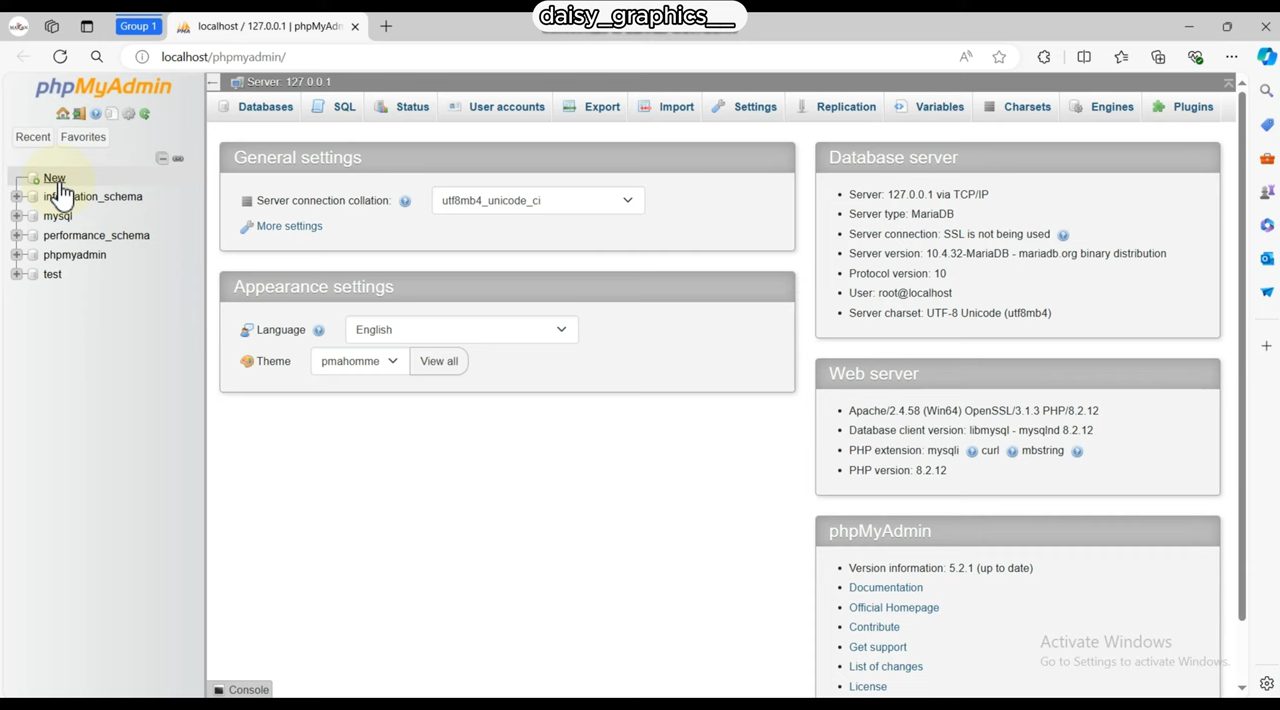 daisy_graphics__
Group 1
localhost / 127.0.0.1 | phpMyAdn
localhost/phpmyadmin/
phpMyAdmin
Recent Favorites
New
information_schema
mysql
performance_schema
phpmyadmin
test
Server: 127.0.0.1
Databases SQL Status User accounts Export Import Settings Replication Variables Charsets Engines Plugins
General settings
Server connection collation: utf8mb4_unicode_ci
More settings
Appearance settings
Language English
Theme pmahomme View all
Database server
Server: 127.0.0.1 via TCP/IP
Server type: MariaDB
Server connection: SSL is not being used
Server version: 10.4.32-MariaDB - mariadb.org binary distribution
Protocol version: 10
User: root@localhost
Server charset: UTF-8 Unicode (utf8mb4)
Web server
Apache/2.4.58 (Win64) OpenSSL/3.1.3 PHP/8.2.12
Database client version: libmysql - mysqlnd 8.2.12
PHP extension: mysqli curl mbstring
PHP version: 8.2.12
phpMyAdmin
Version information: 5.2.1 (up to date)
Documentation
Official Homepage
Contribute
Get support
List of changes
License
Activate Windows
Go to Settings to activate Windows.
Console